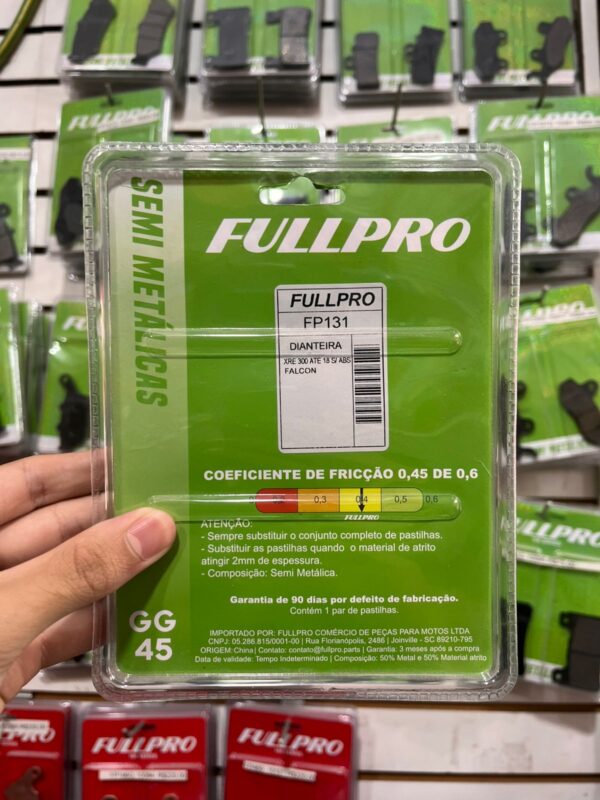 FULLPRO
SEMI METÁLICAS
FULLPRO
FULLPRO
FP131
DIANTEIRA
XRE 300 ATE 18 S/ ABS
FALCON
COEFICIENTE DE FRICÇÃO 0,45 DE 0,6
0,3 0,4 0,5 0,6
FULLPRO
ATENÇÃO:
- Sempre substituir o conjunto completo de pastilhas.
- Substituir as pastilhas quando o material de atrito
atingir 2mm de espessura.
- Composição: Semi Metálica.
Garantia de 90 dias por defeito de fabricação.
Contém 1 par de pastilhas.
GG
45
IMPORTADO POR: FULLPRO COMÉRCIO DE PEÇAS PARA MOTOS LTDA
CNPJ: 05.286.815/0001-00 | Rua Florianópolis, 2486 | Joinville - SC 89210-795
ORIGEM:China | Contato: contato@fullpro.parts | Garantia: 3 meses após a compra
Data de validade: Tempo Indeterminado | Composição: 50% Metal e 50% Material atrito
FULLPRO
FULLPRO
FULLPRO